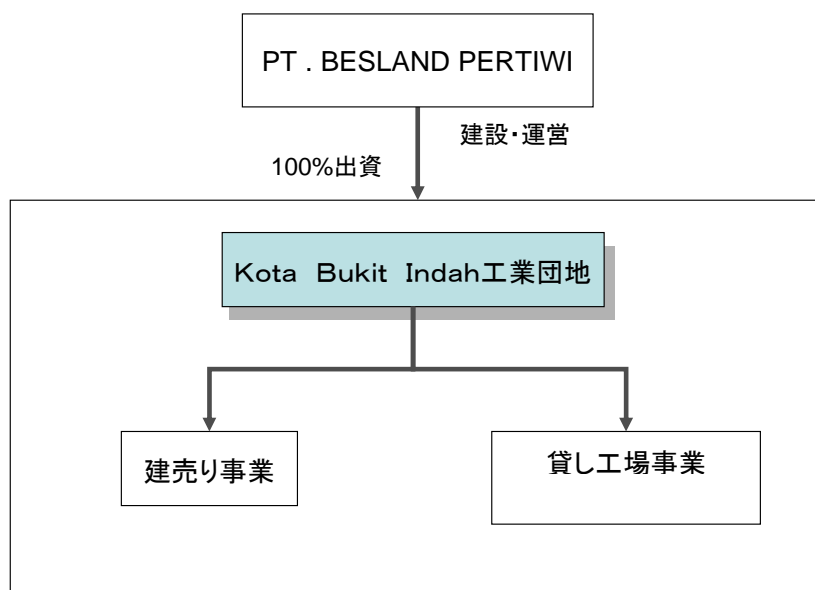 PT . BESLAND PERTIWI
建設・運営
100%出資
Ｋｏｔａ　Ｂｕｋｉｔ　Ｉｎｄａｈ工業団地
建売り事業
貸し工場事業